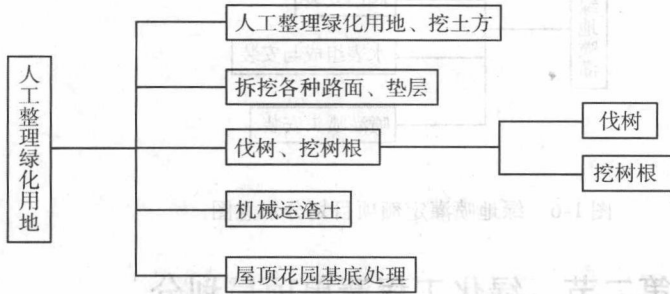 人工整理绿化用地
人工整理绿化用地、挖土方
拆挖各种路面、垫层
伐树、挖树根
伐树
挖树根
机械运渣土
屋顶花园基底处理